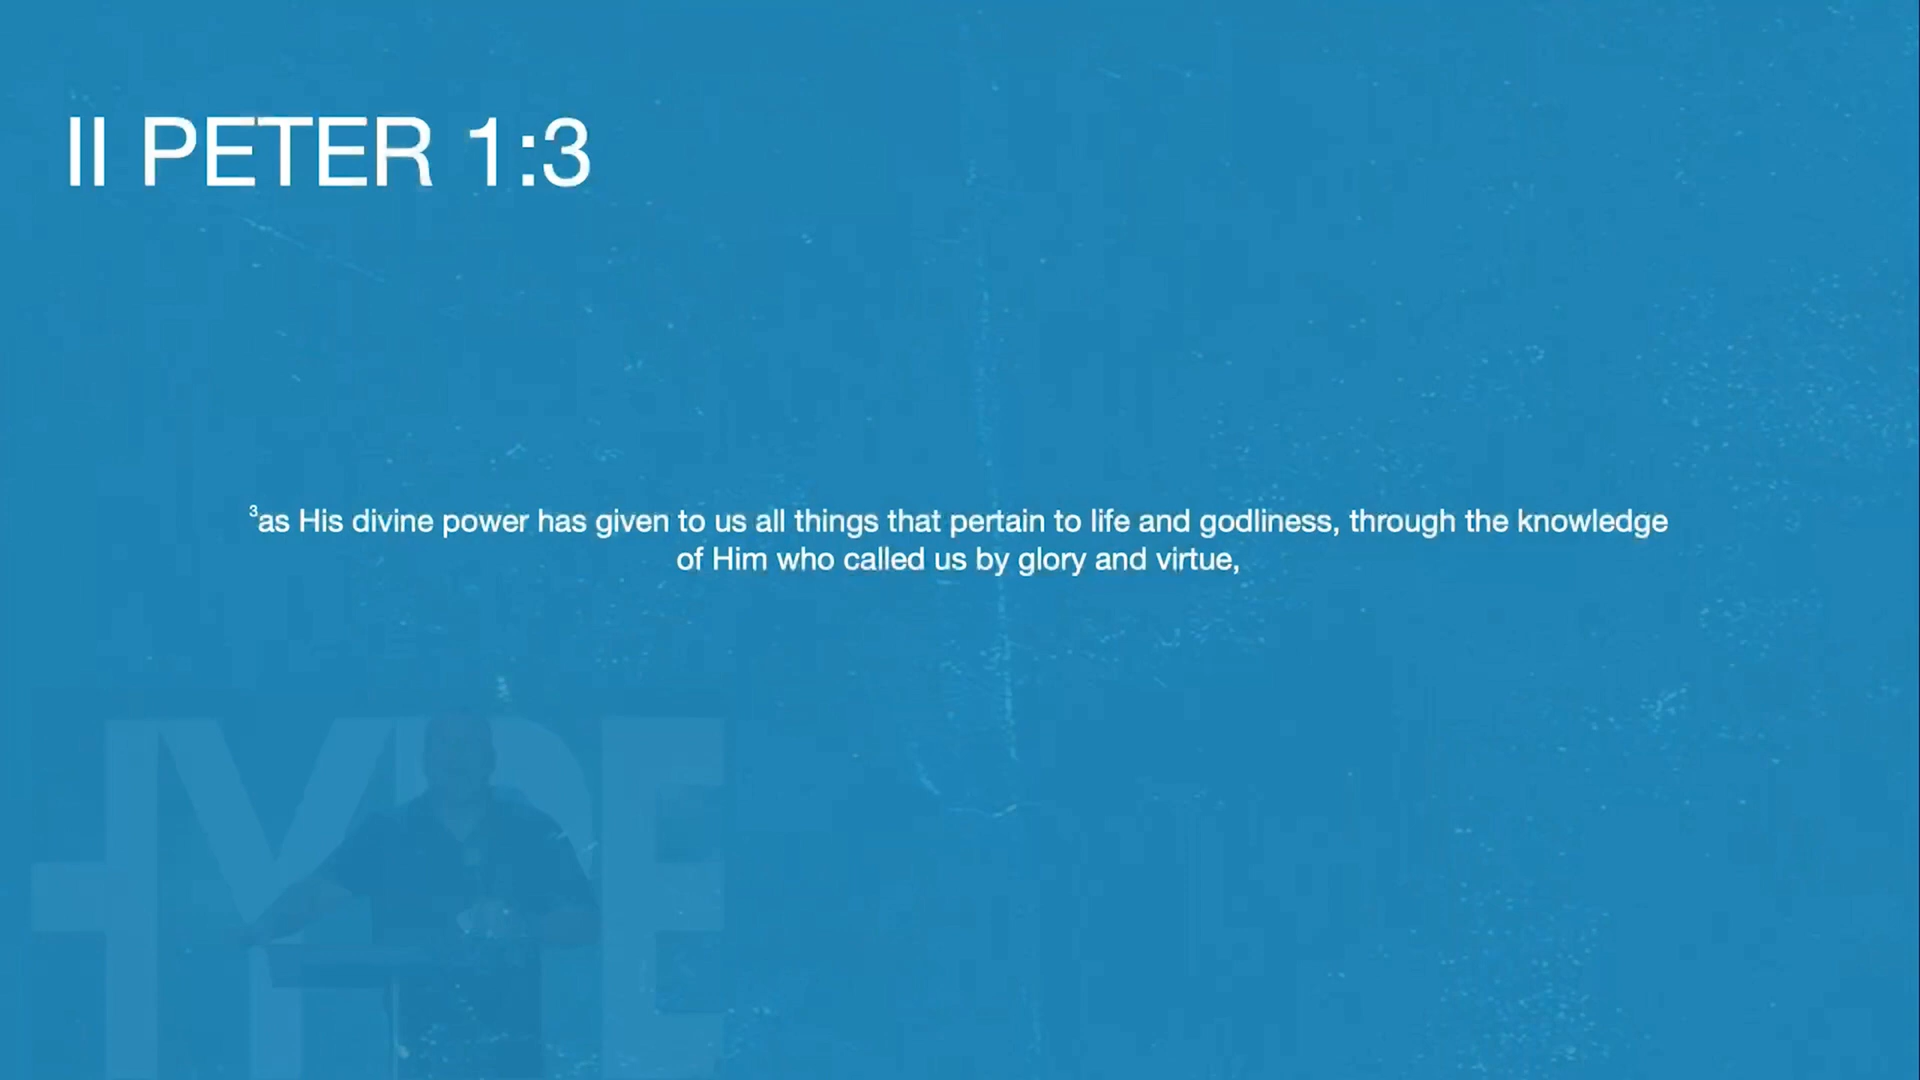 II PETER 1:3
³as His divine power has given to us all things that pertain to life and godliness, through the knowledge
of Him who called us by glory and virtue,
HYPE